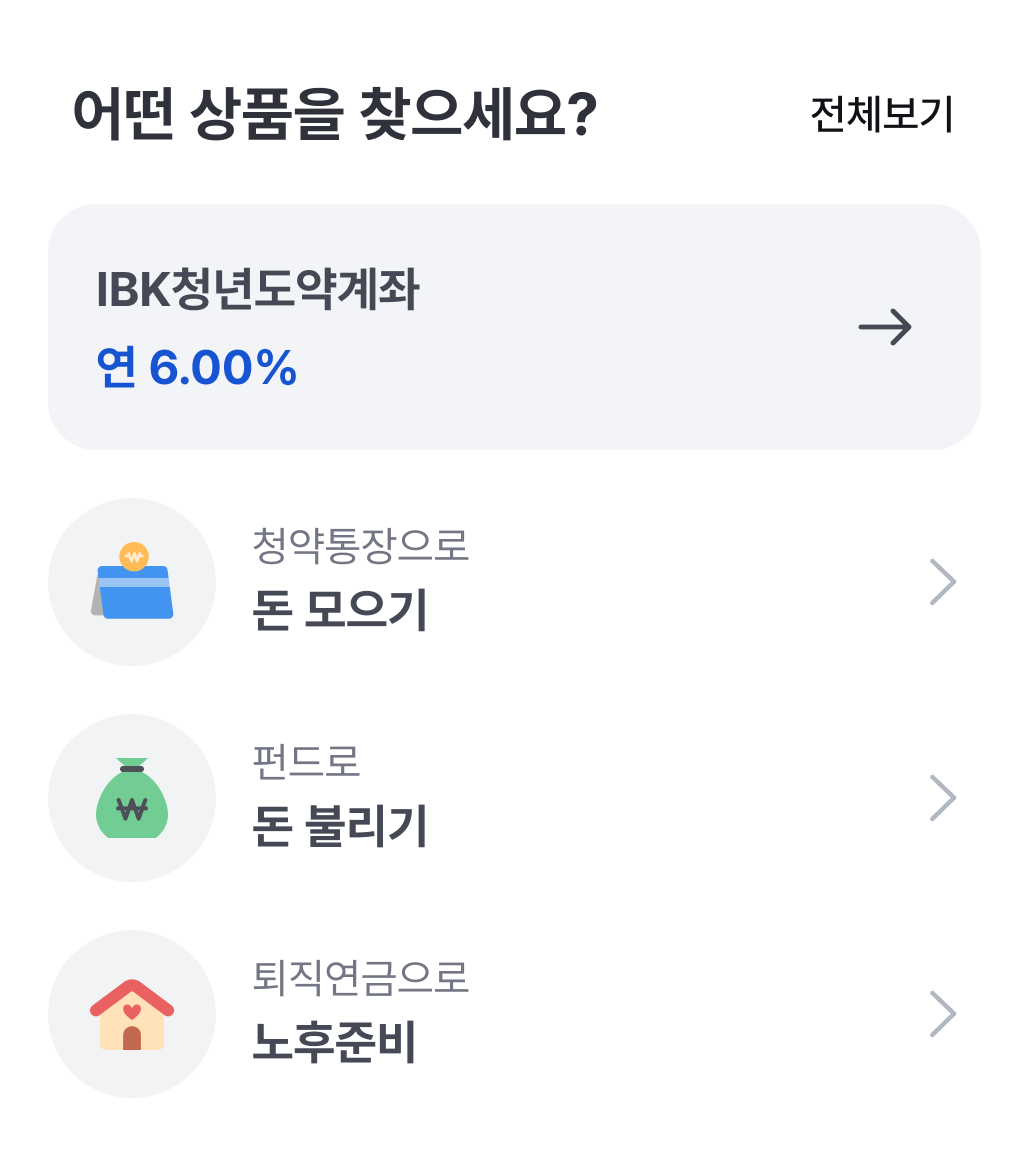 어떤 상품을 찾으세요?
전체보기
IBK청년도약계좌
연 6.00%
청약통장으로
돈 모으기
펀드로
돈 불리기
퇴직연금으로
노후준비